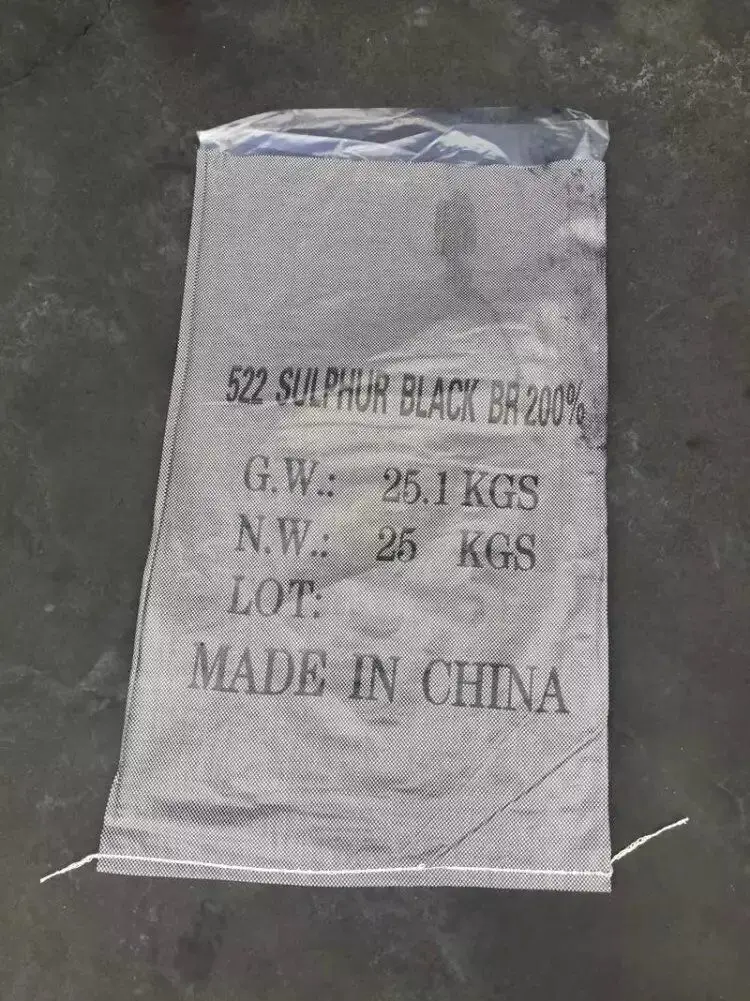 522 SULPHUR BLACK BR 200%
G.W.: 25.1 KGS
N.W.: 25 KGS
LOT:
MADE IN CHINA